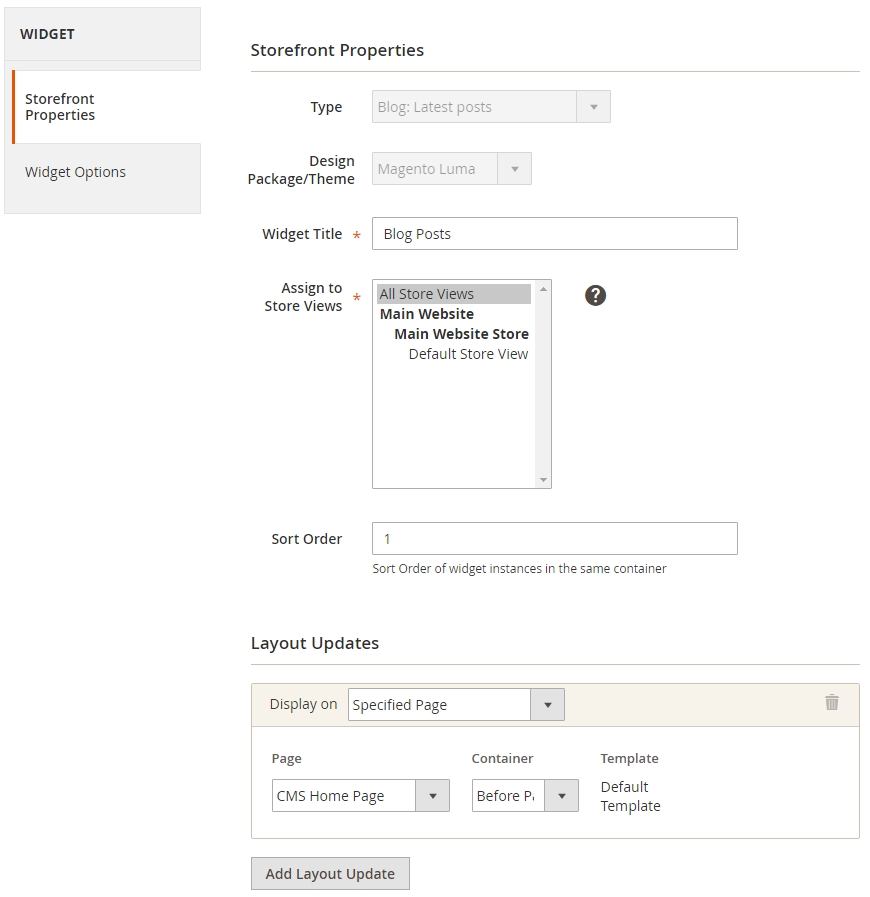 WIDGET
Storefront
Properties
Widget Options
Storefront Properties
Type
Blog: Latest posts
Design
Package/Theme
Magento Luma
Widget Title *
Blog Posts
Assign to
Store Views *
All Store Views
Main Website
Main Website Store
Default Store View
?
Sort Order
1
Sort Order of widget instances in the same container
Layout Updates
Display on
Specified Page
Page
Container
Template
CMS Home Page
Before
Default
Template
Add Layout Update